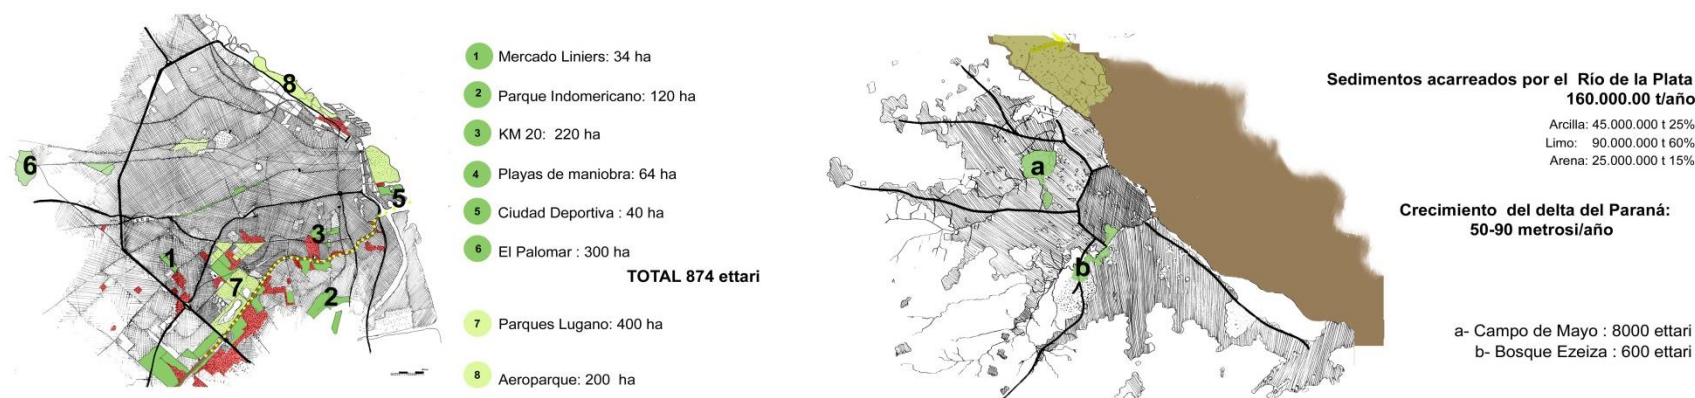 8
6
5
3
1
7
2
1 Mercado Liniers: 34 ha
2 Parque Indomericano: 120 ha
3 KM 20: 220 ha
4 Playas de maniobra: 64 ha
5 Ciudad Deportiva : 40 ha
6 El Palomar : 300 ha
TOTAL 874 ettari
7 Parques Lugano: 400 ha
8 Aeroparque: 200 ha
a
b
Sedimentos acarreados por el Río de la Plata
160.000.00 t/año
Arcilla: 45.000.000 t 25%
Limo: 90.000.000 t 60%
Arena: 25.000.000 t 15%
Crecimiento del delta del Paraná:
50-90 metrosi/año
a- Campo de Mayo : 8000 ettari
b- Bosque Ezeiza : 600 ettari